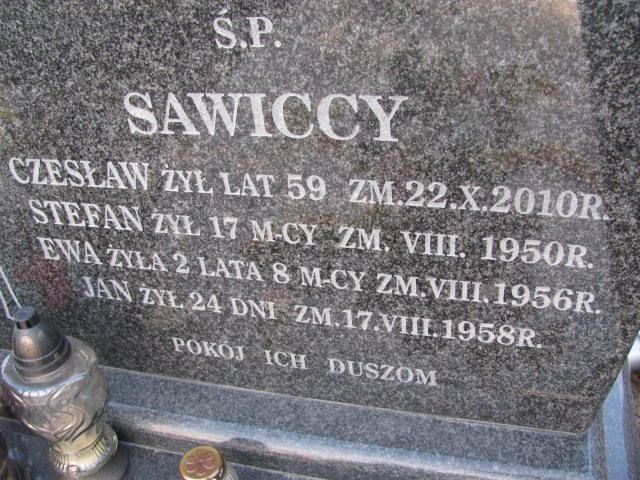 Ś.P.
SAWICCY
CZESŁAW ŻYŁ LAT 59 ZM.22.X.2010R.
STEFAN ŻYŁ 17 M-CY ZM. VIII. 1950R.
EWA ŻYŁA 2 LATA 8 M-CY ZM.VIII.1956R.
JAN ŻYŁ 24 DNI ZM.17.VIII.1958R.
POKÓJ ICH DUSZOM